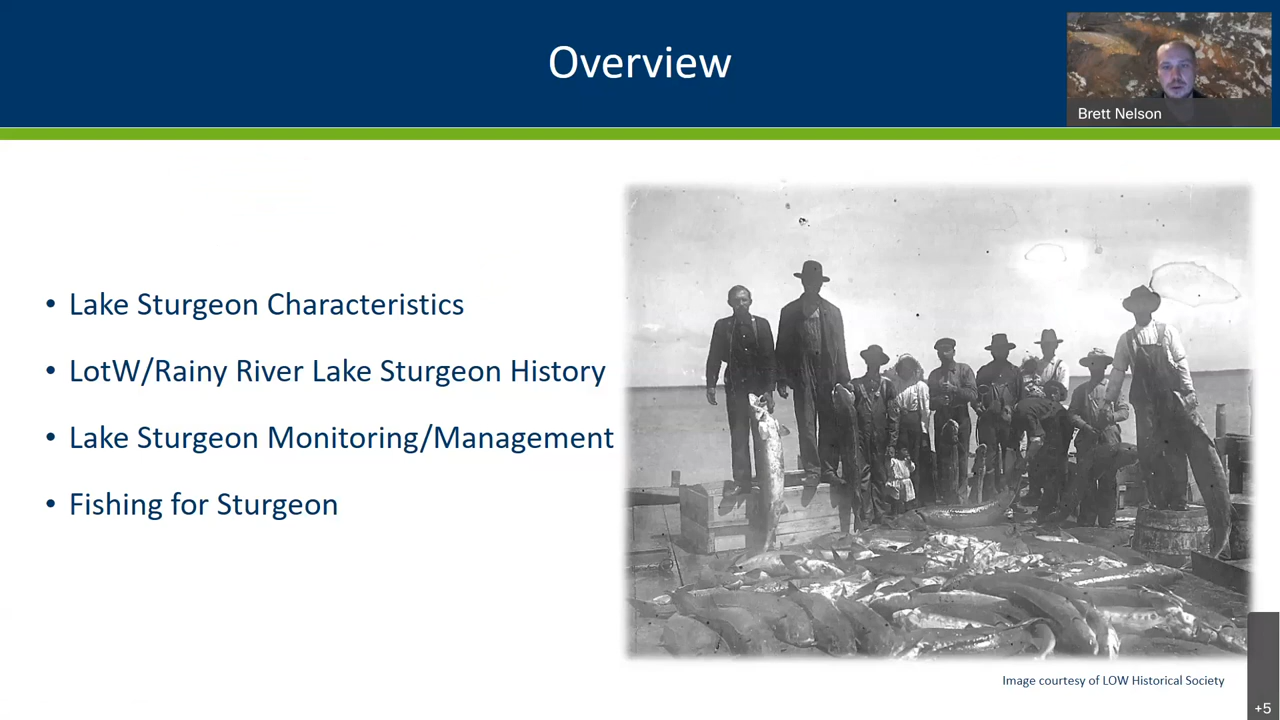 Overview
Brett Nelson
• Lake Sturgeon Characteristics
• LotW/Rainy River Lake Sturgeon History
• Lake Sturgeon Monitoring/Management
• Fishing for Sturgeon
Image courtesy of LOW Historical Society
+5